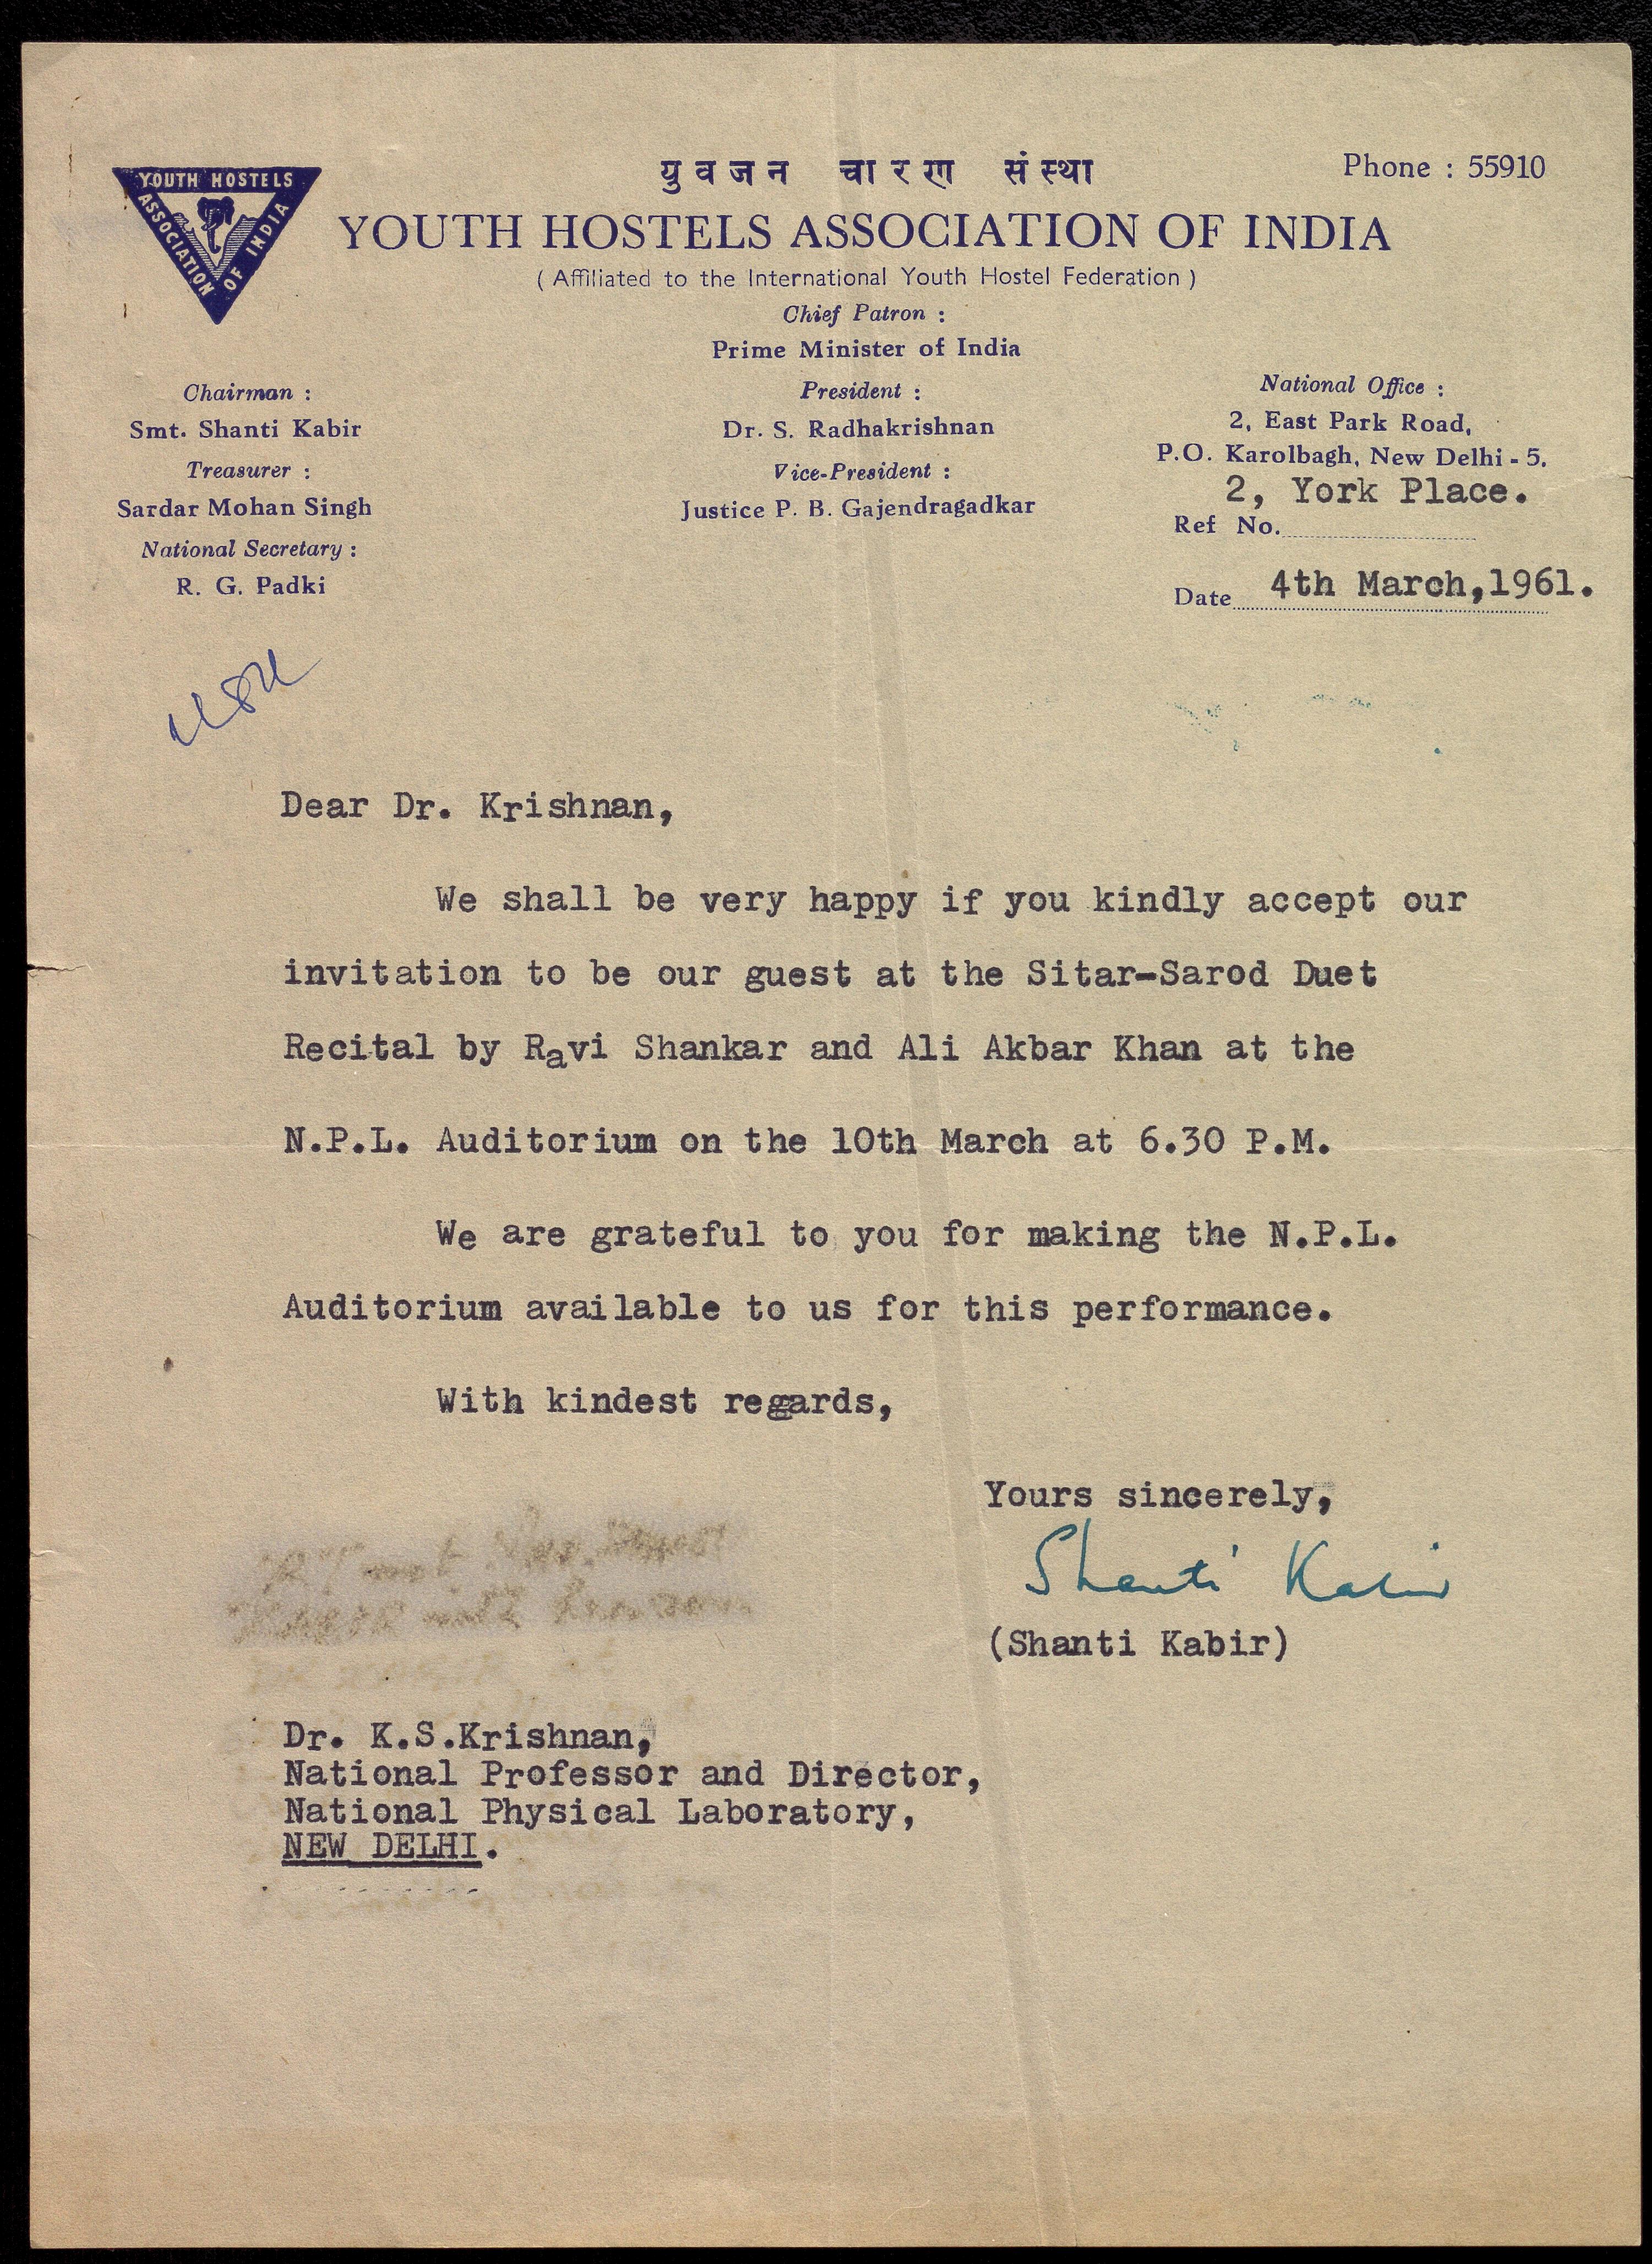 युवजन चारण संस्था
Phone : 55910
YOUTH HOSTELS
ASSOCIATION
OF INDIA
YOUTH HOSTELS ASSOCIATION OF INDIA
( Affiliated to the International Youth Hostel Federation )
Chief Patron :
Prime Minister of India
Chairman :
Smt. Shanti Kabir
Treasurer :
Sardar Mohan Singh
National Secretary :
R. G. Padki
President :
Dr. S. Radhakrishnan
Vice-President :
Justice P. B. Gajendragadkar
National Office :
2, East Park Road,
P.O. Karolbagh, New Delhi - 5.
2, York Place.
Ref No.
Date 4th March,1961.
Dear Dr. Krishnan,
We shall be very happy if you kindly accept our
invitation to be our guest at the Sitar-Sarod Duet
Recital by Ravi Shankar and Ali Akbar Khan at the
N.P.L. Auditorium on the 10th March at 6.30 P.M.
We are grateful to you for making the N.P.L.
Auditorium available to us for this performance.
With kindest regards,
Yours sincerely,
Shanti Kabir
(Shanti Kabir)
Dr. K.S.Krishnan,
National Professor and Director,
National Physical Laboratory,
NEW DELHI.